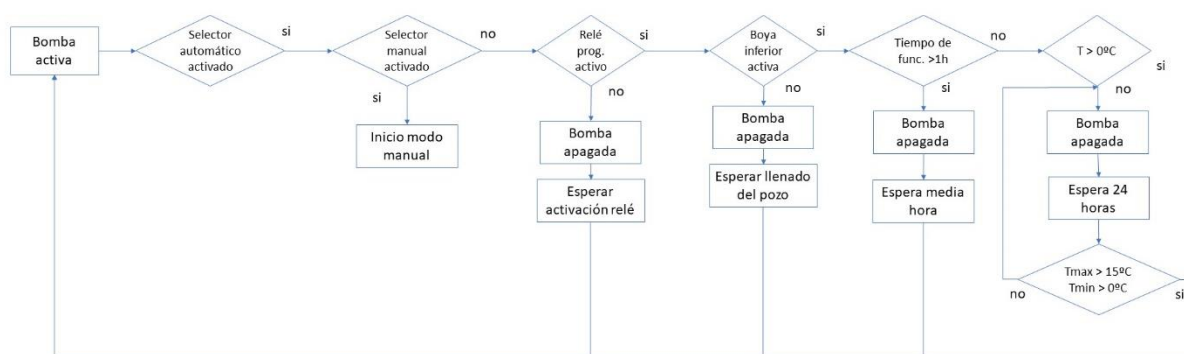 Bomba
activa
Selector
automático
activado
si
Selector
manual
activado
no
si
Inicio modo
manual
Relé
prog.
activo
si
no
Bomba
apagada
Esperar
activación relé
Boya
inferior
activa
si
no
Bomba
apagada
Esperar llenado
del pozo
Tiempo de
func. >1h
no
si
Bomba
apagada
Espera media
hora
T > 0ºC
si
no
Bomba
apagada
Espera 24
horas
Tmax > 15ºC
Tmin > 0ºC
no
si